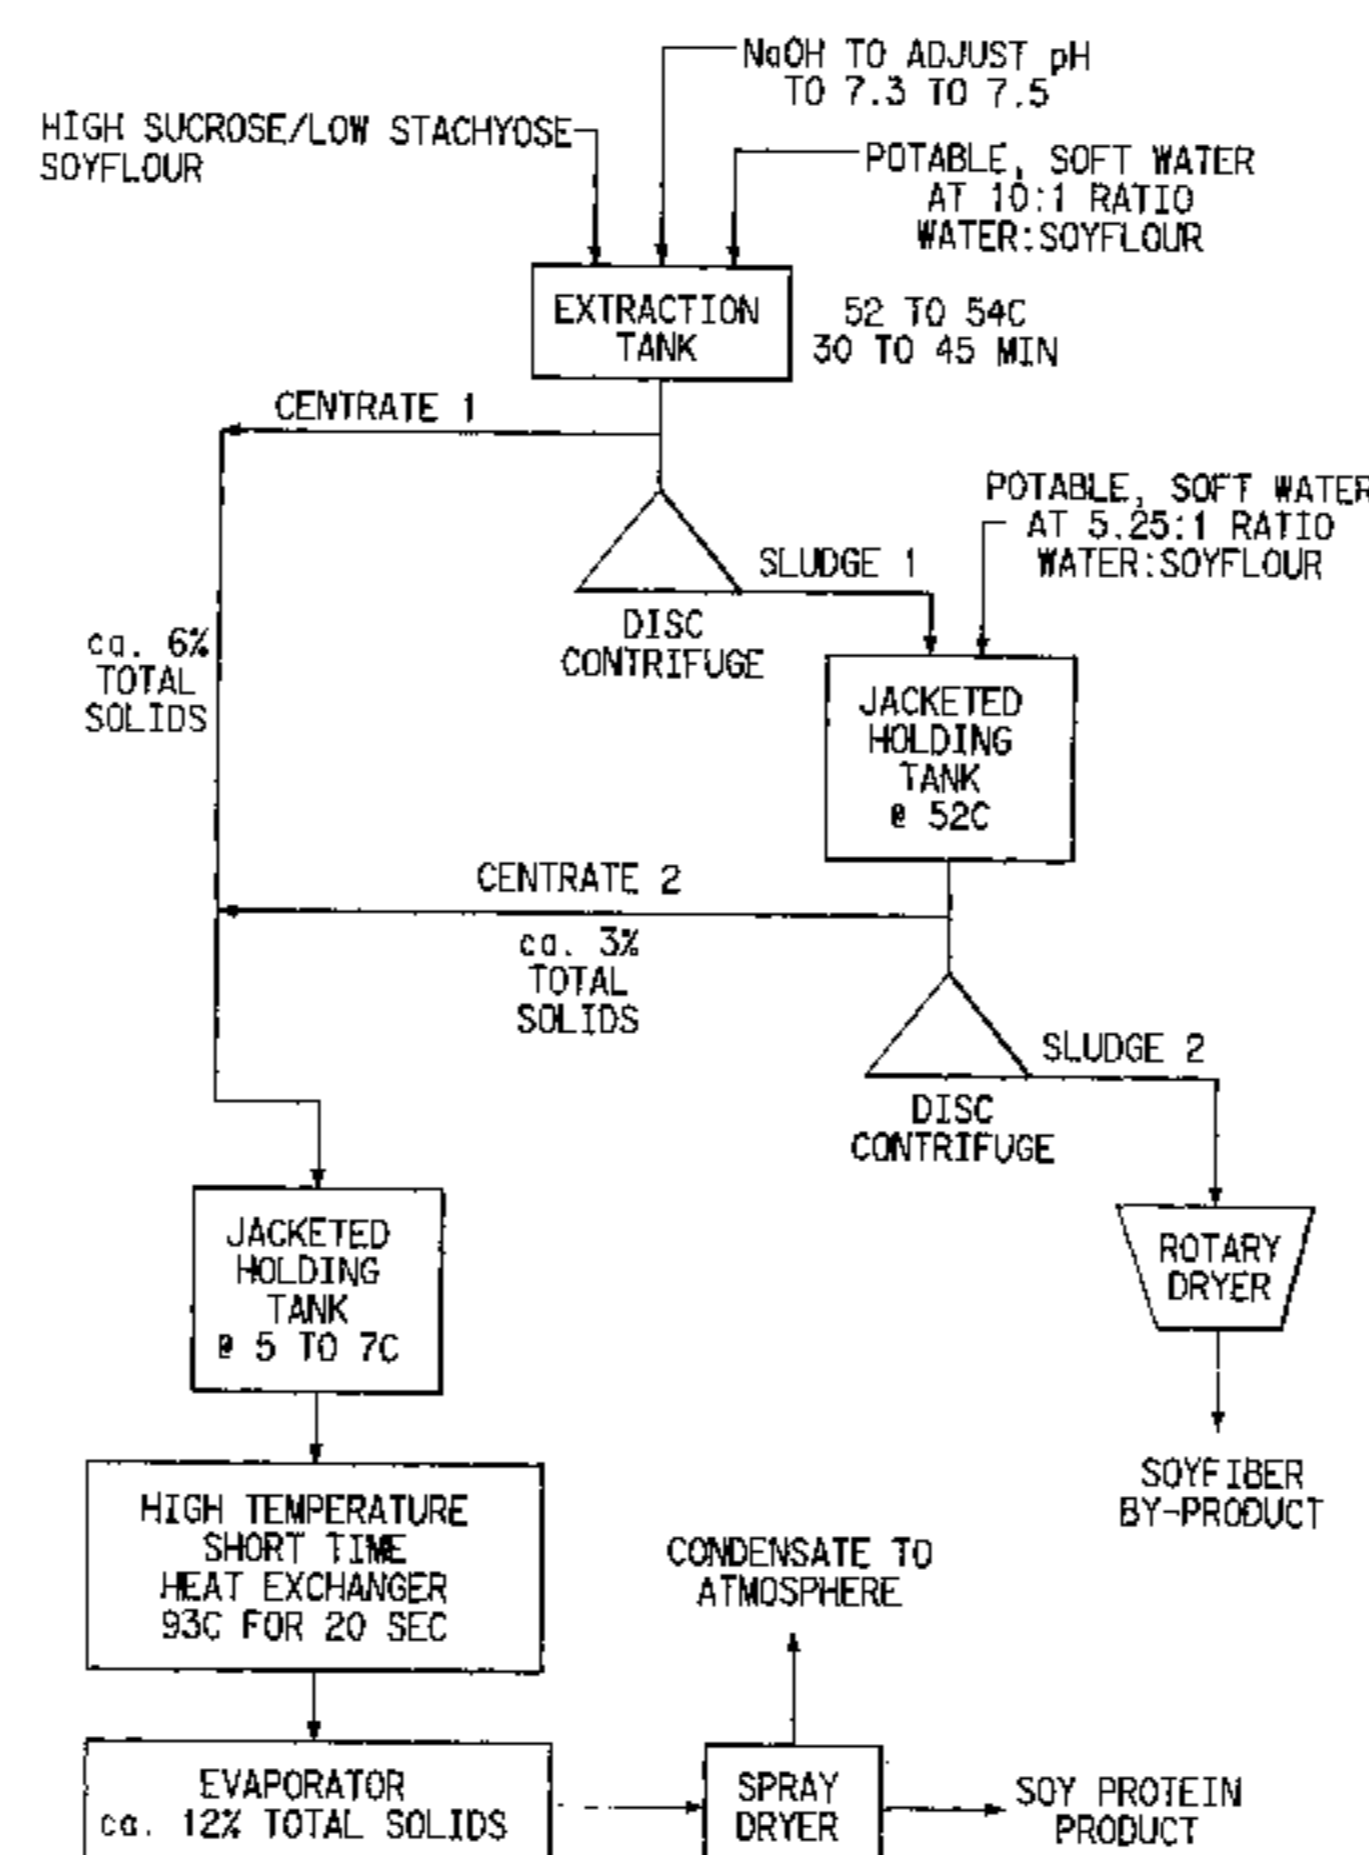 NaOH TO ADJUST pH
TO 7.3 TO 7.5
HIGH SUCROSE/LOW STACHYOSE
SOYFLOUR
POTABLE, SOFT WATER
AT 10:1 RATIO
WATER:SOYFLOUR
EXTRACTION
TANK
52 TO 54C
30 TO 45 MIN
CENTRATE 1
POTABLE, SOFT WATER
AT 5.25:1 RATIO
WATER:SOYFLOUR
SLUDGE 1
DISC
CONTRIFUGE
ca. 6%
TOTAL
SOLIDS
JACKETED
HOLDING
TANK
@ 52C
CENTRATE 2
ca. 3%
TOTAL
SOLIDS
SLUDGE 2
DISC
CONTRIFUGE
JACKETED
HOLDING
TANK
@ 5 TO 7C
ROTARY
DRYER
SOYFIBER
BY-PRODUCT
HIGH TEMPERATURE
SHORT TIME
HEAT EXCHANGER
93C FOR 20 SEC
CONDENSATE TO
ATMOSPHERE
EVAPORATOR
ca. 12% TOTAL SOLIDS
SPRAY
DRYER
SOY PROTEIN
PRODUCT